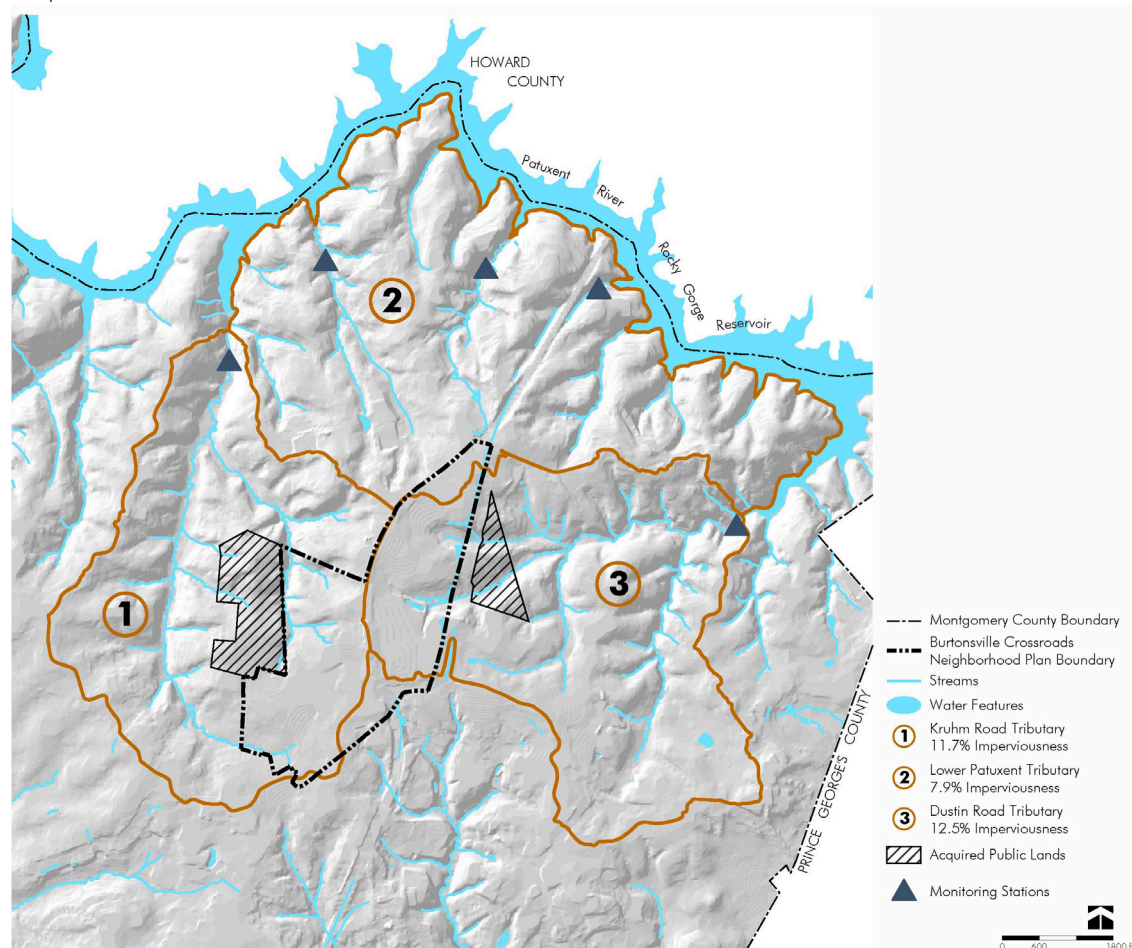 HOWARD
COUNTY
Patuxent
River
Rocky
Gorge
Reservoir
2
1
3
PRINCE GEORGE'S COUNTY
Montgomery County Boundary
Burtonsville Crossroads
Neighborhood Plan Boundary
Streams
Water Features
1
Kruhm Road Tributary
11.7% Imperviousness
2
Lower Patuxent Tributary
7.9% Imperviousness
3
Dustin Road Tributary
12.5% Imperviousness
Acquired Public Lands
Monitoring Stations
0 600 1800